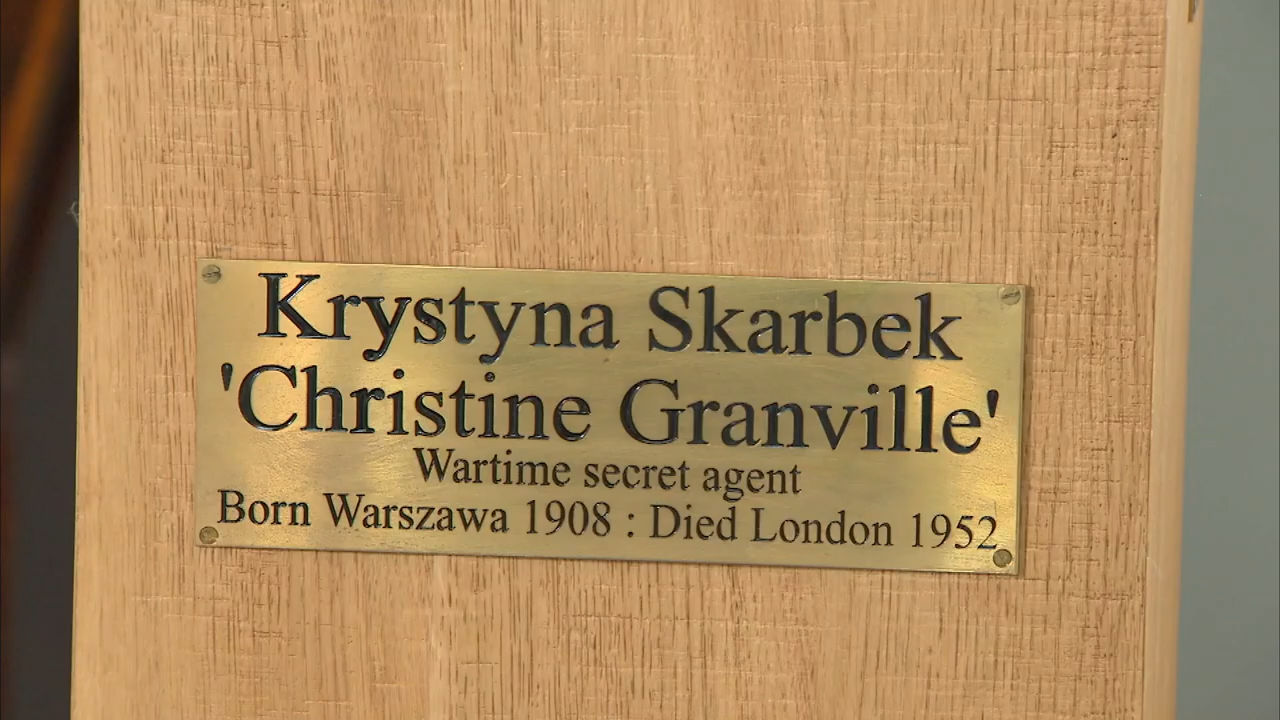 Krystyna Skarbek
'Christine Granville'
Wartime secret agent
Born Warszawa 1908 : Died London 1952